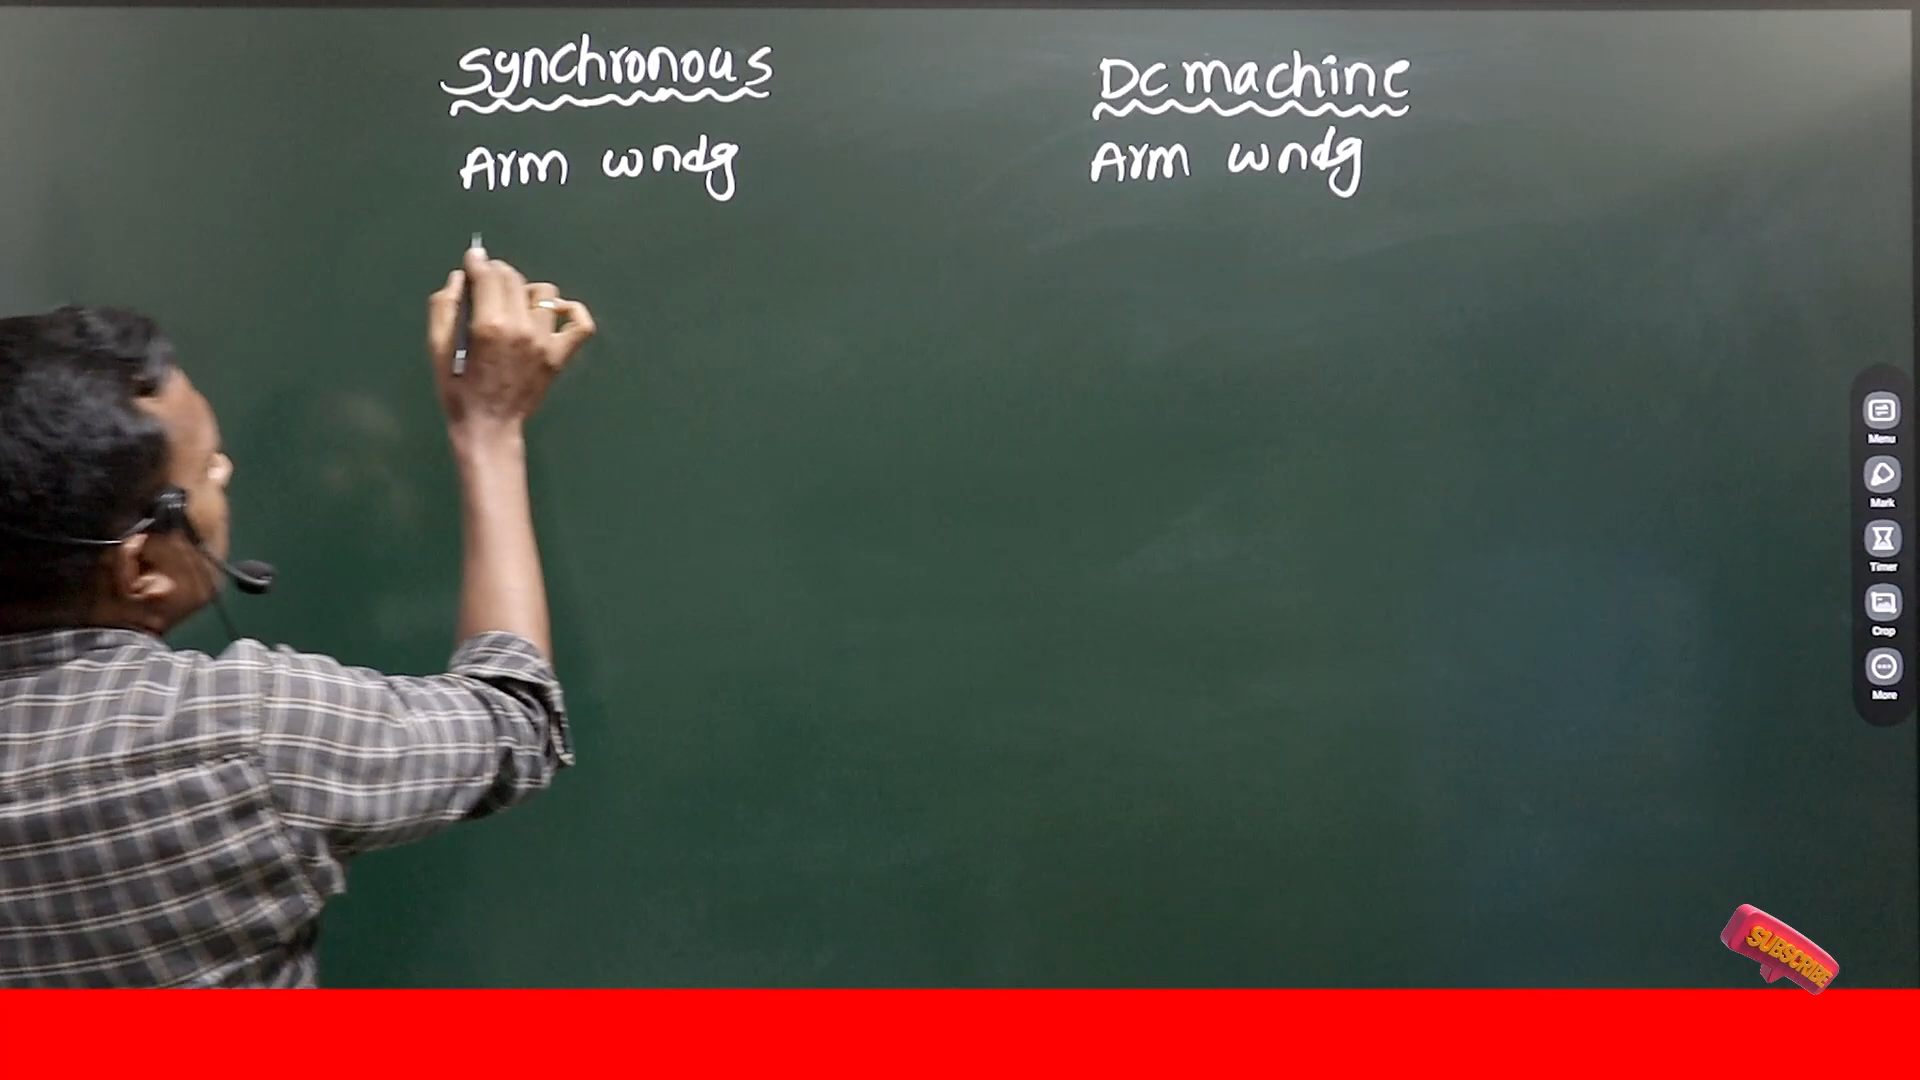 Synchronous
Dc machine
Arm wndg
Arm wndg
Menu
Mark
Timer
Crop
More
SUBSCRIBE